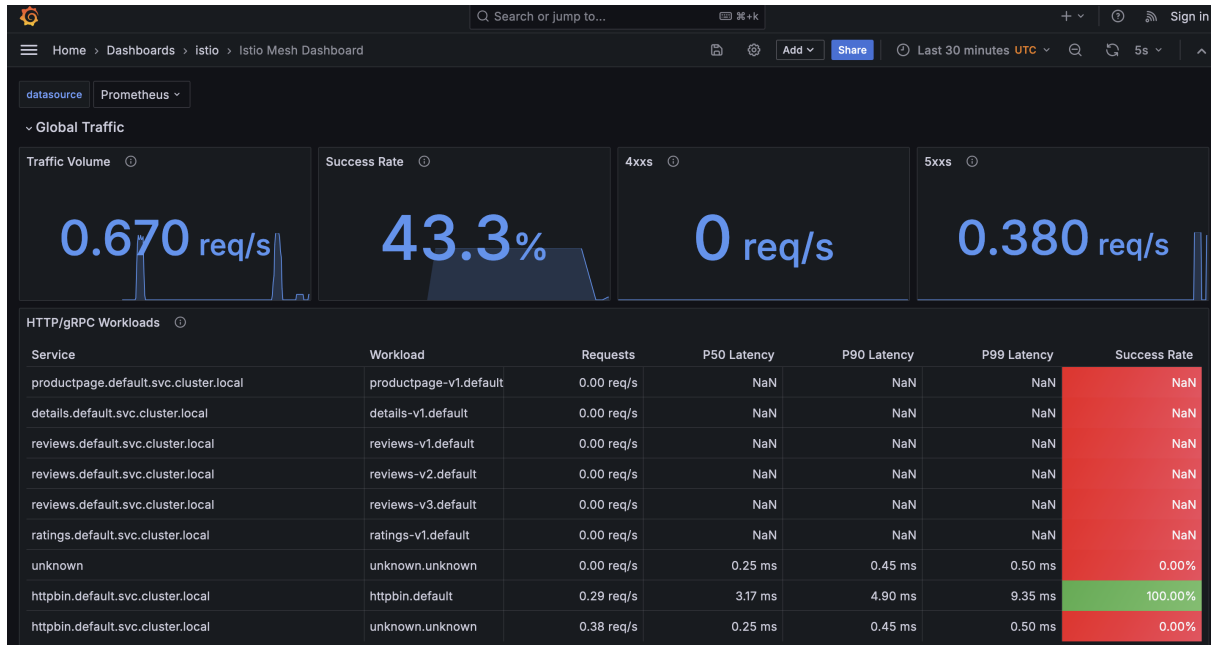 Search or jump to... ⌘+k Sign in
Home › Dashboards › istio › Istio Mesh Dashboard Add Share Last 30 minutes UTC 5s
datasource Prometheus
Global Traffic
Traffic Volume Success Rate 4xxs 5xxs
0.670 req/s 43.3% 0 req/s 0.380 req/s
HTTP/gRPC Workloads
Service Workload Requests P50 Latency P90 Latency P99 Latency Success Rate
productpage.default.svc.cluster.local productpage-v1.default 0.00 req/s NaN NaN NaN NaN
details.default.svc.cluster.local details-v1.default 0.00 req/s NaN NaN NaN NaN
reviews.default.svc.cluster.local reviews-v1.default 0.00 req/s NaN NaN NaN NaN
reviews.default.svc.cluster.local reviews-v2.default 0.00 req/s NaN NaN NaN NaN
reviews.default.svc.cluster.local reviews-v3.default 0.00 req/s NaN NaN NaN NaN
ratings.default.svc.cluster.local ratings-v1.default 0.00 req/s NaN NaN NaN NaN
unknown unknown.unknown 0.00 req/s 0.25 ms 0.45 ms 0.50 ms 0.00%
httpbin.default.svc.cluster.local httpbin.default 0.29 req/s 3.17 ms 4.90 ms 9.35 ms 100.00%
httpbin.default.svc.cluster.local unknown.unknown 0.38 req/s 0.25 ms 0.45 ms 0.50 ms 0.00%